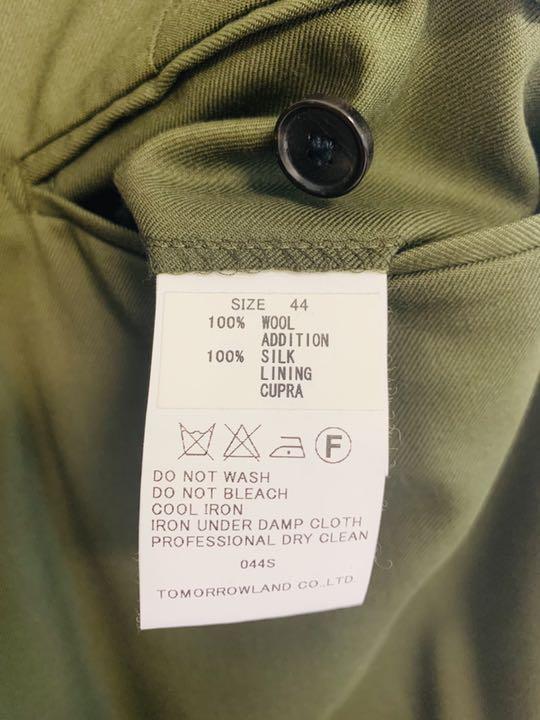 SIZE 44
100% WOOL
ADDITION
100% SILK
LINING
CUPRA
F
DO NOT WASH
DO NOT BLEACH
COOL IRON
IRON UNDER DAMP CLOTH
PROFESSIONAL DRY CLEAN
044S
TOMORROWLAND CO.,LTD.